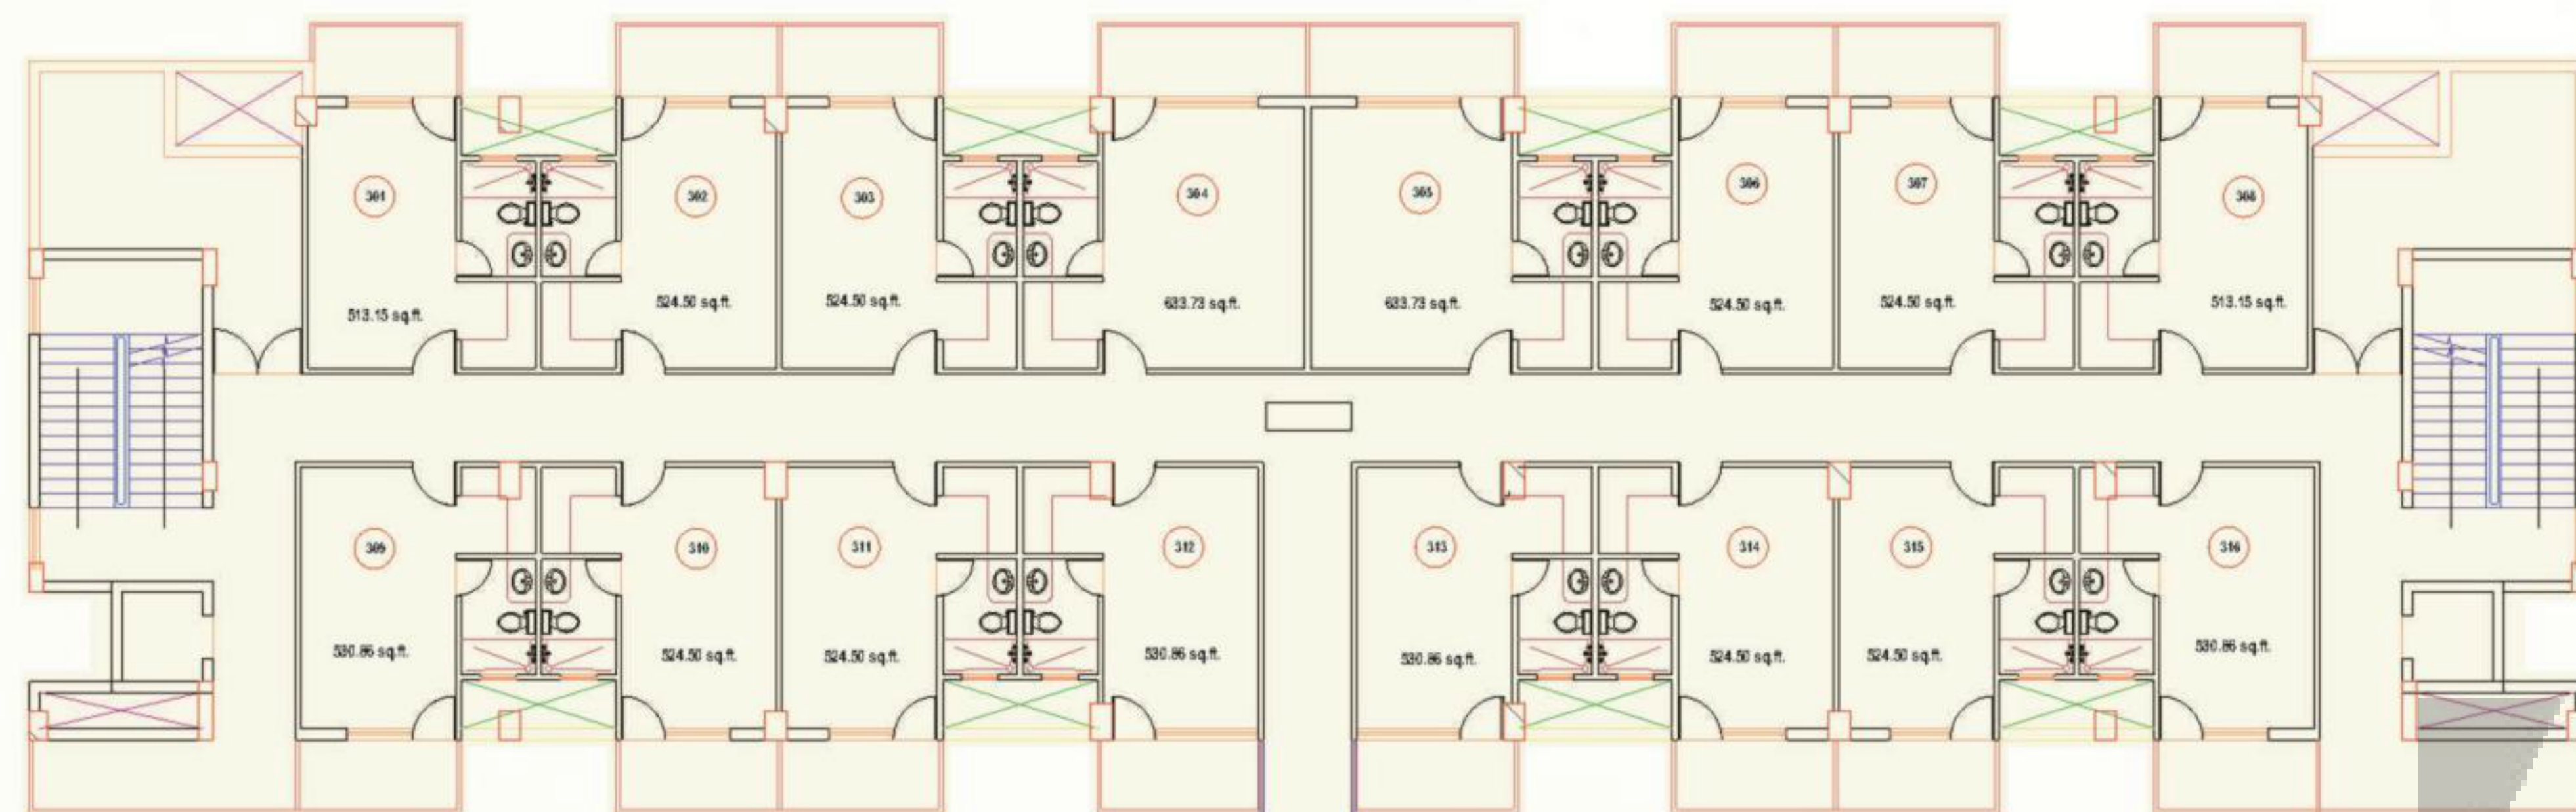 301
302
303
304
305
306
307
308
513.15 sq.ft.
524.50 sq.ft.
524.50 sq.ft.
633.73 sq.ft.
633.73 sq.ft.
524.50 sq.ft.
524.50 sq.ft.
513.15 sq.ft.
309
310
311
312
313
314
315
316
530.86 sq.ft.
524.50 sq.ft.
524.50 sq.ft.
530.86 sq.ft.
530.86 sq.ft.
524.50 sq.ft.
524.50 sq.ft.
530.86 sq.ft.